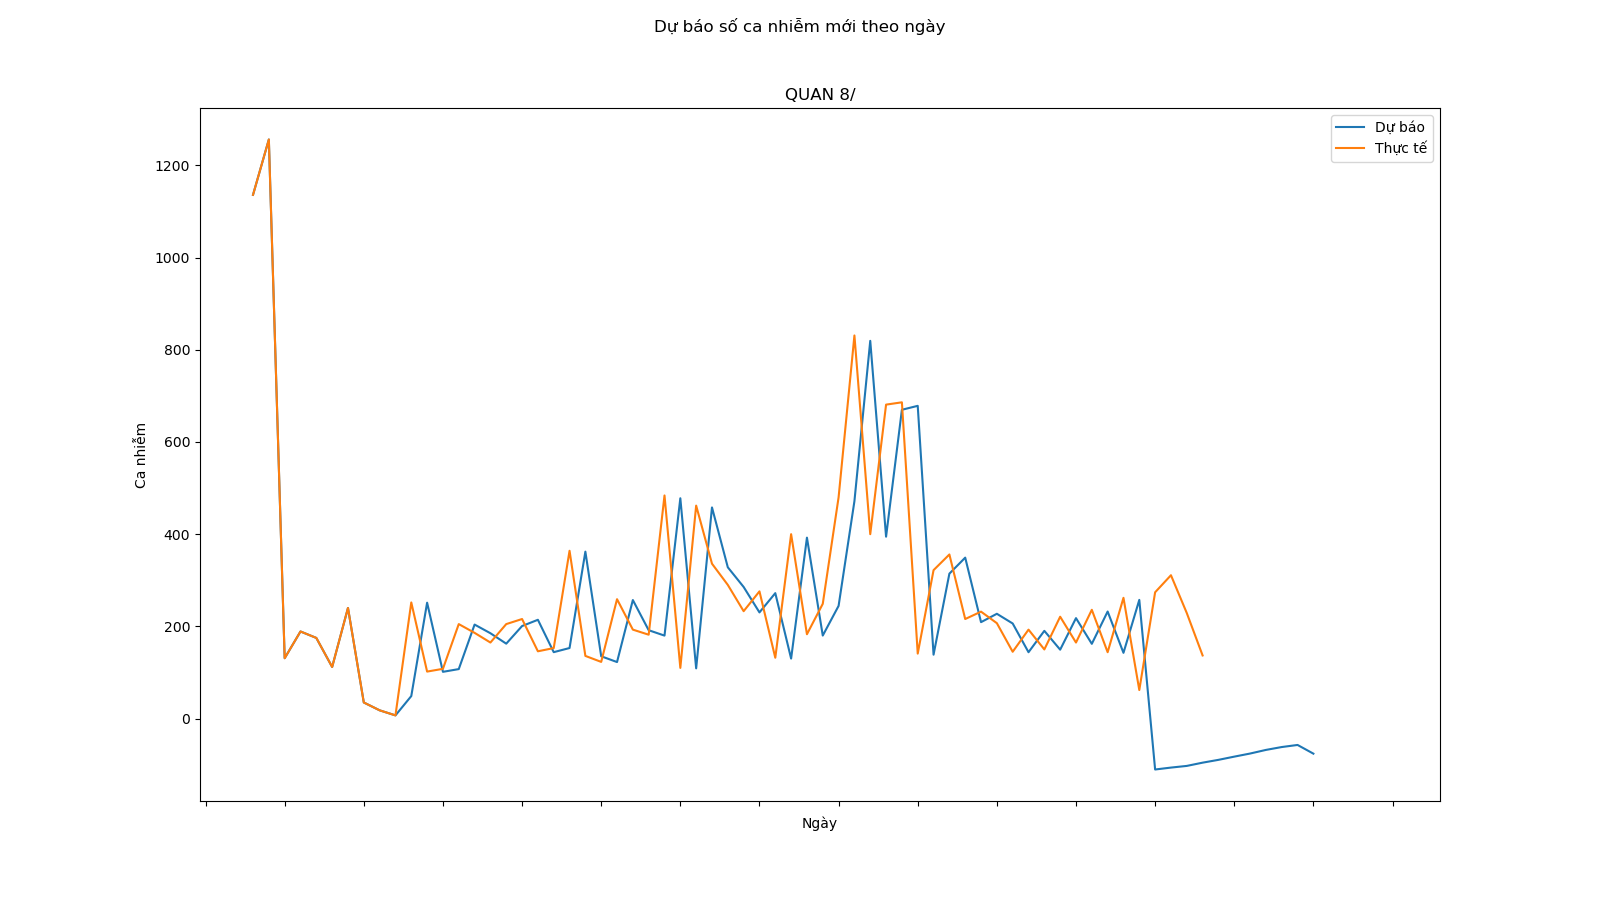 Dự báo số ca nhiễm mới theo ngày
QUAN 8/
Dự báo
Thực tế
1200
1000
800
600
400
200
0
Ca nhiễm
Ngày